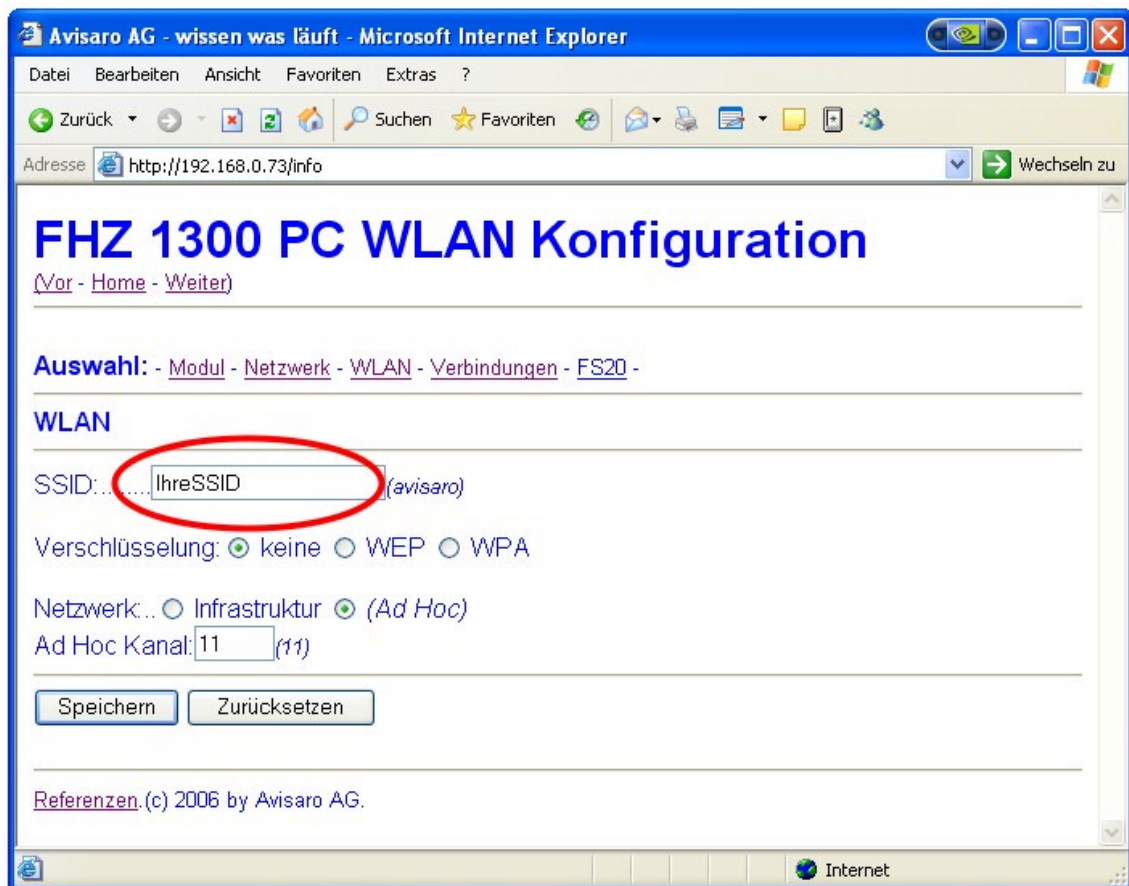 Avisaro AG - wissen was läuft - Microsoft Internet Explorer
Datei Bearbeiten Ansicht Favoriten Extras ?
Zurück Suchen Favoriten
Adresse http://192.168.0.73/info Wechseln zu
FHZ 1300 PC WLAN Konfiguration
(Vor - Home - Weiter)
Auswahl: - Modul - Netzwerk - WLAN - Verbindungen - FS20 -
WLAN
SSID:........IhreSSID (avisaro)
Verschlüsselung: keine WEP WPA
Netzwerk:.. Infrastruktur (Ad Hoc)
Ad Hoc Kanal: 11 (11)
Speichern Zurücksetzen
Referenzen.(c) 2006 by Avisaro AG.
Internet